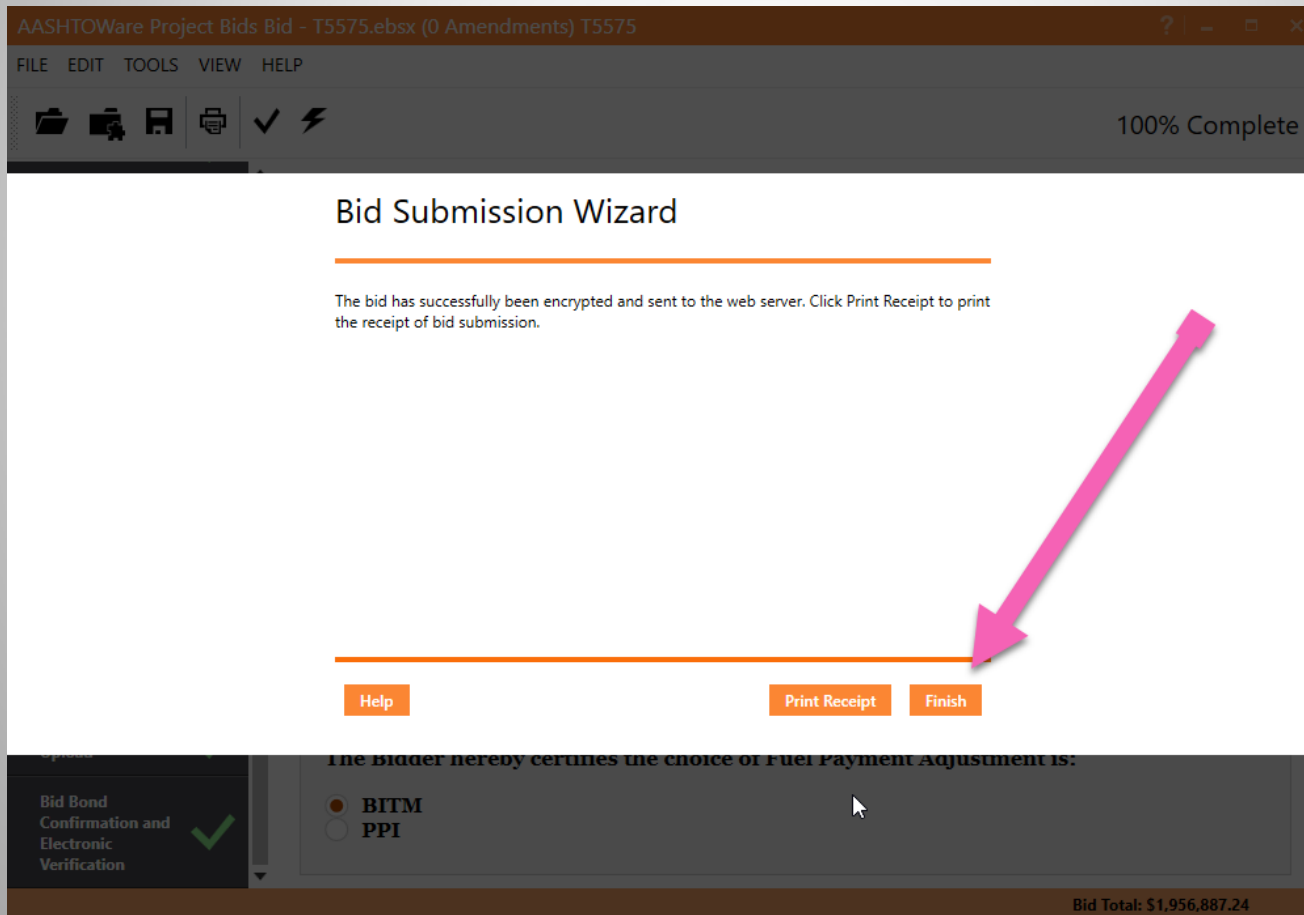 AASHTOWare Project Bids Bid - T5575.ebsx (0 Amendments) T5575
?
FILE EDIT TOOLS VIEW HELP
100% Complete
Bid Submission Wizard
The bid has successfully been encrypted and sent to the web server. Click Print Receipt to print
the receipt of bid submission.
Help
Print Receipt
Finish
Upload
The Bidder hereby certifies the choice of Fuel Payment Adjustment is:
Bid Bond
Confirmation and
Electronic
Verification
BITM
PPI
Bid Total: $1,956,887.24